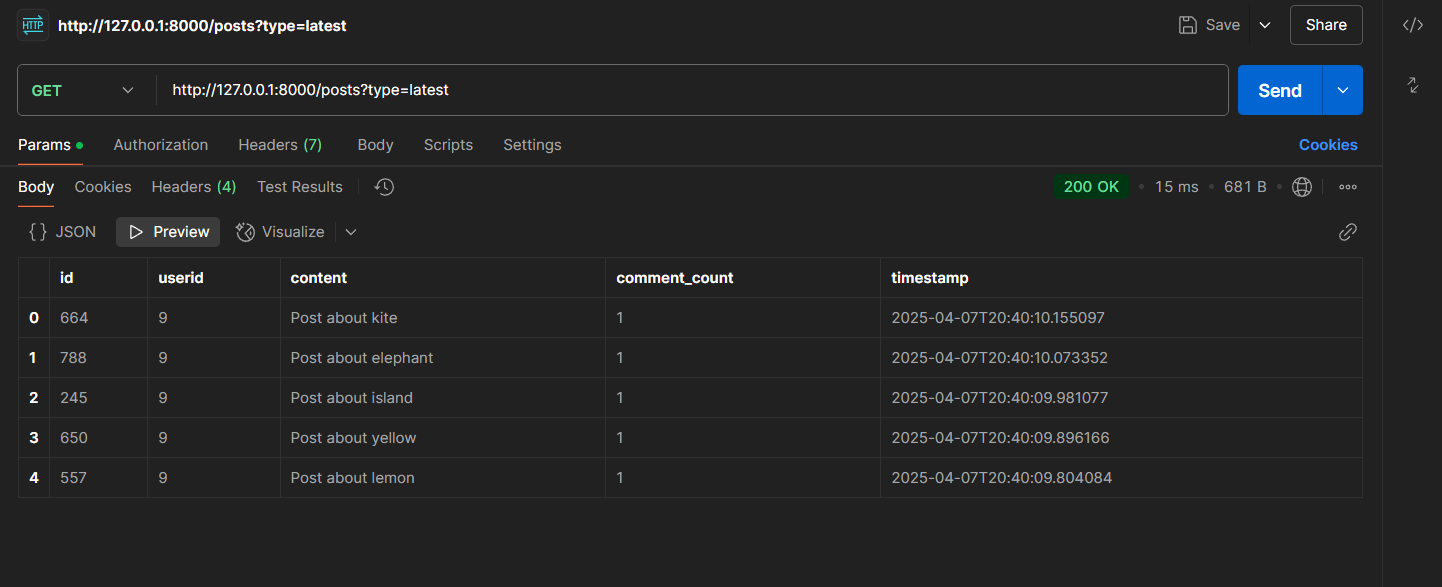 HTTP http://127.0.0.1:8000/posts?type=latest Save Share </>
GET http://127.0.0.1:8000/posts?type=latest Send
Params Authorization Headers (7) Body Scripts Settings Cookies
Body Cookies Headers (4) Test Results 200 OK • 15 ms • 681 B •
{} JSON Preview Visualize
id userid content comment_count timestamp
0 664 9 Post about kite 1 2025-04-07T20:40:10.155097
1 788 9 Post about elephant 1 2025-04-07T20:40:10.073352
2 245 9 Post about island 1 2025-04-07T20:40:09.981077
3 650 9 Post about yellow 1 2025-04-07T20:40:09.896166
4 557 9 Post about lemon 1 2025-04-07T20:40:09.804084